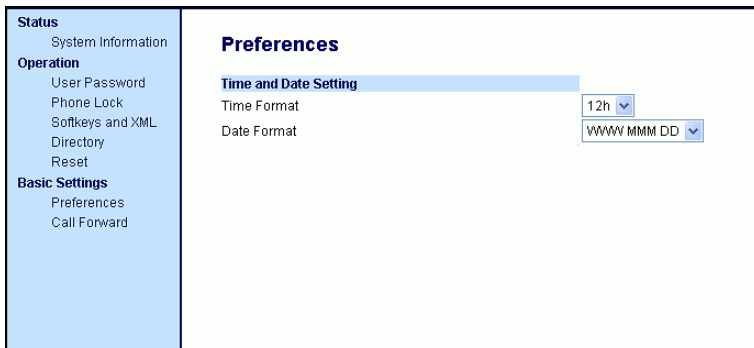 Status
System Information
Operation
User Password
Phone Lock
Softkeys and XML
Directory
Reset
Basic Settings
Preferences
Call Forward
Preferences
Time and Date Setting
Time Format 12h
Date Format WWW MMM DD